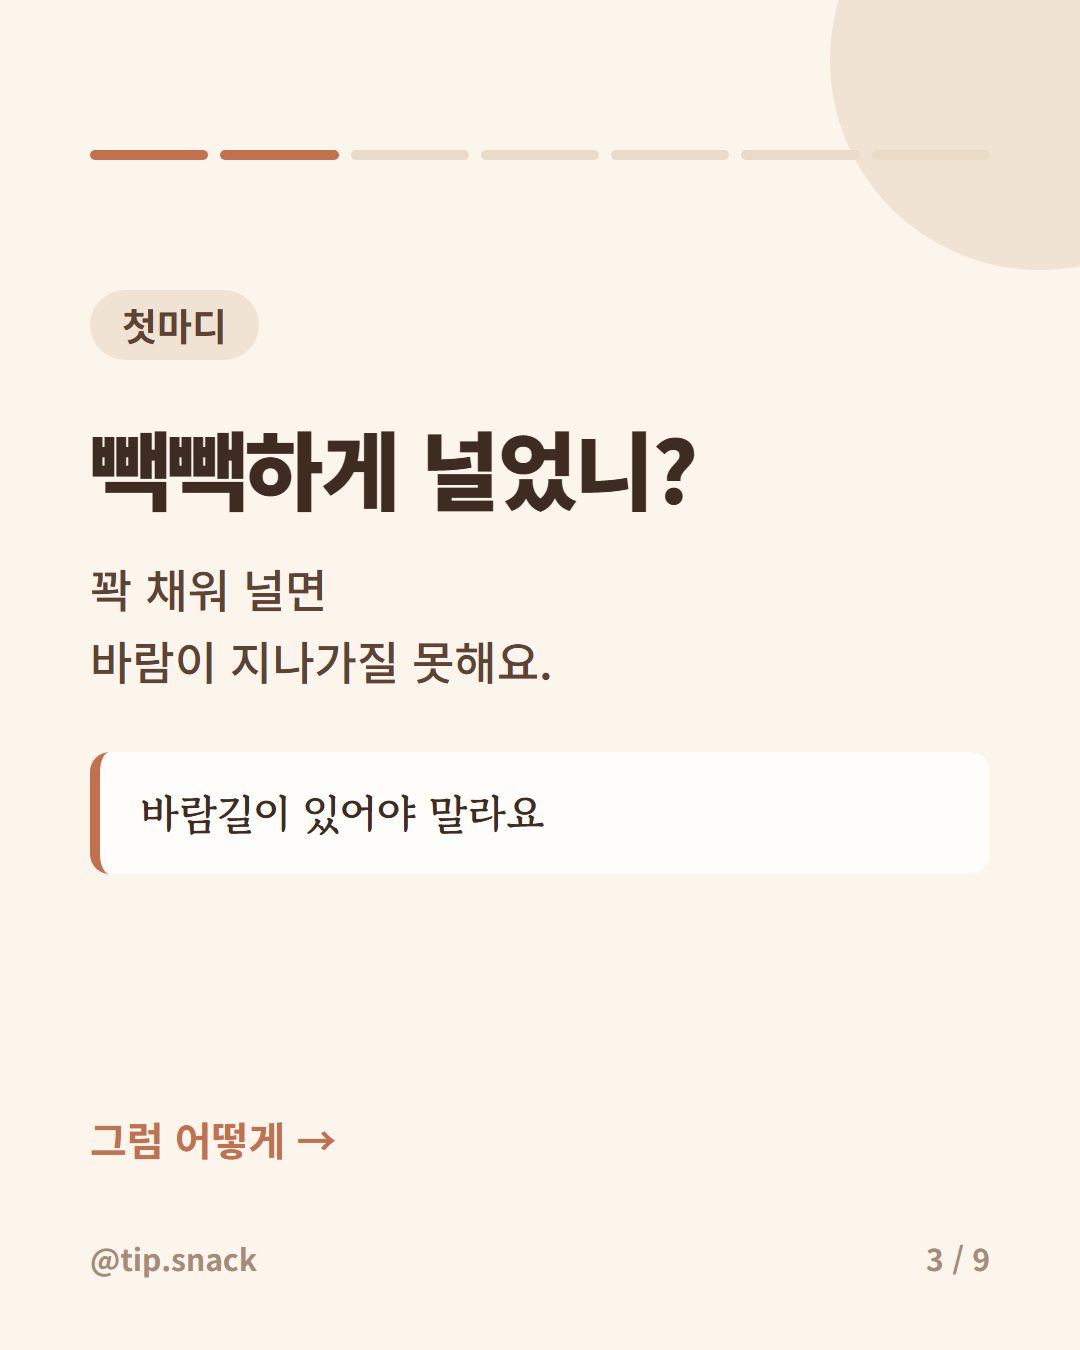 첫마디
빽빽하게 널었니?
꽉 채워 널면
바람이 지나가질 못해요.
바람길이 있어야 말라요
그럼 어떻게 →
@tip.snack
3 / 9